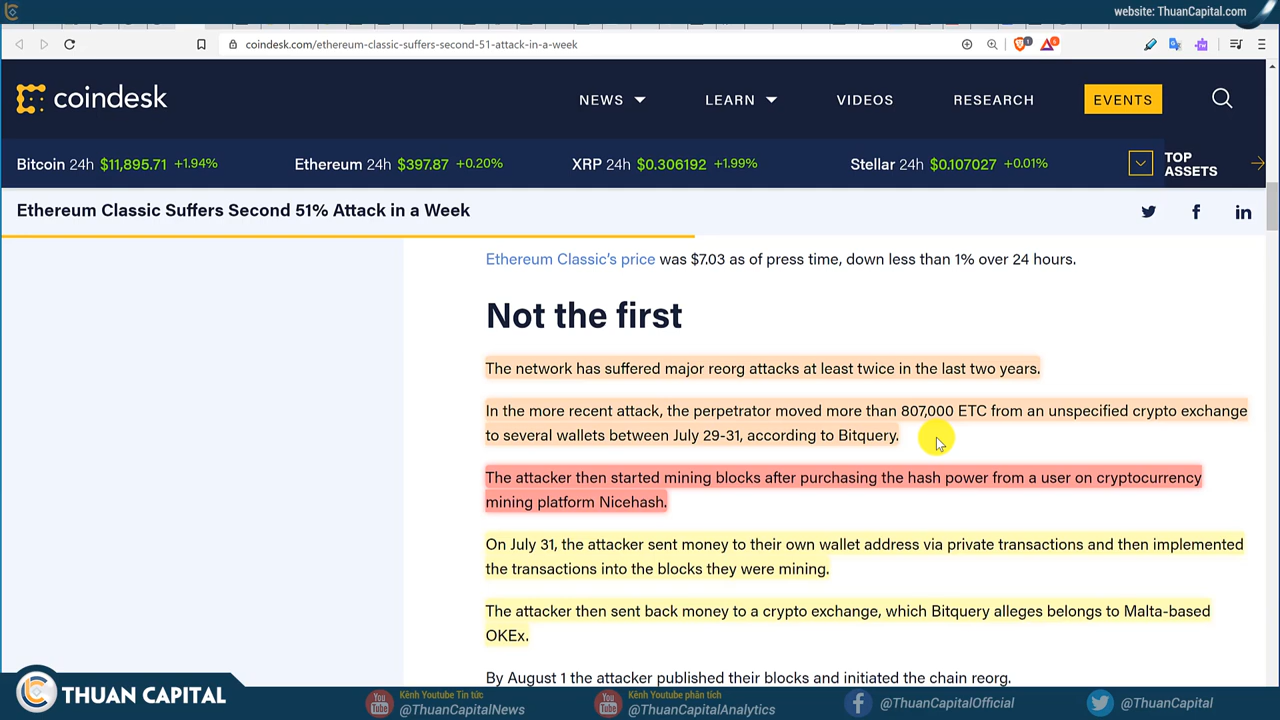 website: ThuanCapital.com
coindesk.com/ethereum-classic-suffers-second-51-attack-in-a-week
1
6
coindesk
NEWS
LEARN
VIDEOS
RESEARCH
EVENTS
Bitcoin 24h $11,895.71 +1.94%
Ethereum 24h $397.87 +0.20%
XRP 24h $0.306192 +1.99%
Stellar 24h $0.107027 +0.01%
TOP
ASSETS
Ethereum Classic Suffers Second 51% Attack in a Week
Ethereum Classic's price was $7.03 as of press time, down less than 1% over 24 hours.
Not the first
The network has suffered major reorg attacks at least twice in the last two years.
In the more recent attack, the perpetrator moved more than 807,000 ETC from an unspecified crypto exchange
to several wallets between July 29-31, according to Bitquery.
The attacker then started mining blocks after purchasing the hash power from a user on cryptocurrency
mining platform Nicehash.
On July 31, the attacker sent money to their own wallet address via private transactions and then implemented
the transactions into the blocks they were mining.
The attacker then sent back money to a crypto exchange, which Bitquery alleges belongs to Malta-based
OKEx.
By August 1 the attacker published their blocks and initiated the chain reorg.
THUAN CAPITAL
You Tube
Kênh Youtube Tin tức
@ThuanCapitalNews
You Tube
Kênh Youtube phân tích
@ThuanCapitalAnalytics
@ThuanCapitalOfficial
@ThuanCapital